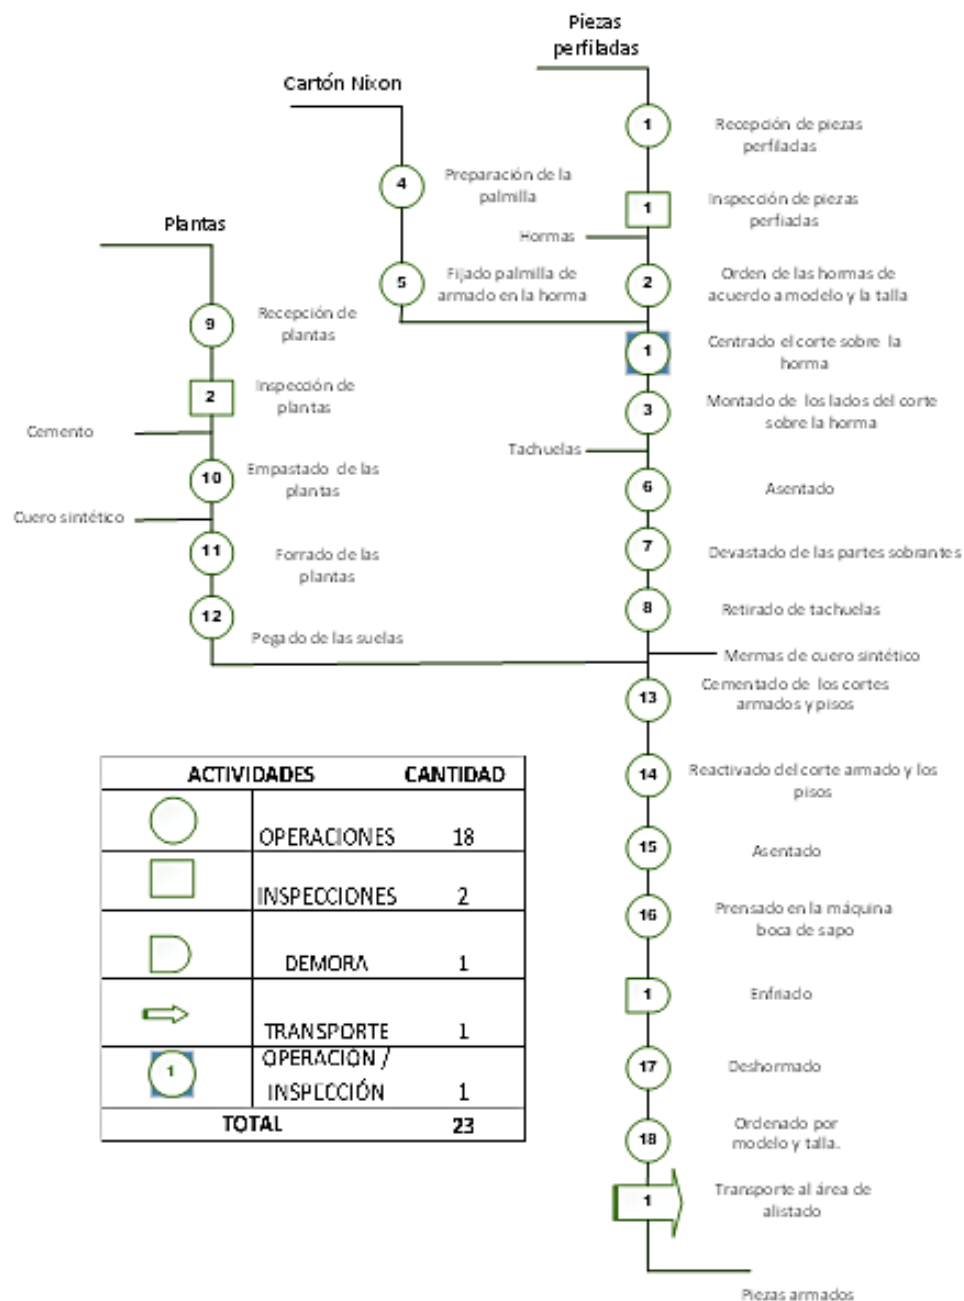 Piezas
perfiladas
Cartón Nixon
Plantas
1
Recepción de piezas
perfiladas
4
Preparación de la
palmilla
1
Inspección de piezas
perfiadas
Hormas
5
Fijado palmilla de
armado en la horma
2
Orden de las hormas de
acuerdo a modelo y la talla
9
Recepción de
plantas
1
Centrado el corte sobre la
horma
2
Inspección de
plantas
3
Montado de los lados del corte
sobre la horma
Cemento
Tachuelas
10
Empastado de las
plantas
6
Asentado
Cuero sintético
11
Forrado de las
plantas
7
Devastado de las partes sobrantes
12
Pegado de las suelas
8
Retirado de tachuelas
Mermas de cuero sintético
13
Cementado de los cortes
armados y pisos
14
Reactivado del corte armado y los
pisos
15
Asentado
16
Prensado en la máquina
boca de sapo
1
Enfriado
17
Deshormado
18
Ordenado por
modelo y talla.
1
Transporte al área de
alistado
Piezas armados
ACTIVIDADES CANTIDAD
OPERACIONES 18
INSPECCIONES 2
DEMORA 1
TRANSPORTE 1
1
OPERACIÓN /
INSPECCIÓN 1
TOTAL 23